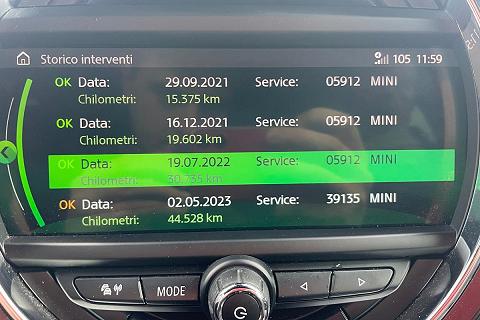 Storico interventi 105 11:59
OK Data: 29.09.2021 Service: 05912 MINI
Chilometri: 15.375 km
OK Data: 16.12.2021 Service: 05912 MINI
Chilometri: 19.602 km
OK Data: 19.07.2022 Service: 05912 MINI
Chilometri: 30.735 km
OK Data: 02.05.2023 Service: 39135 MINI
Chilometri: 44.528 km
MODE